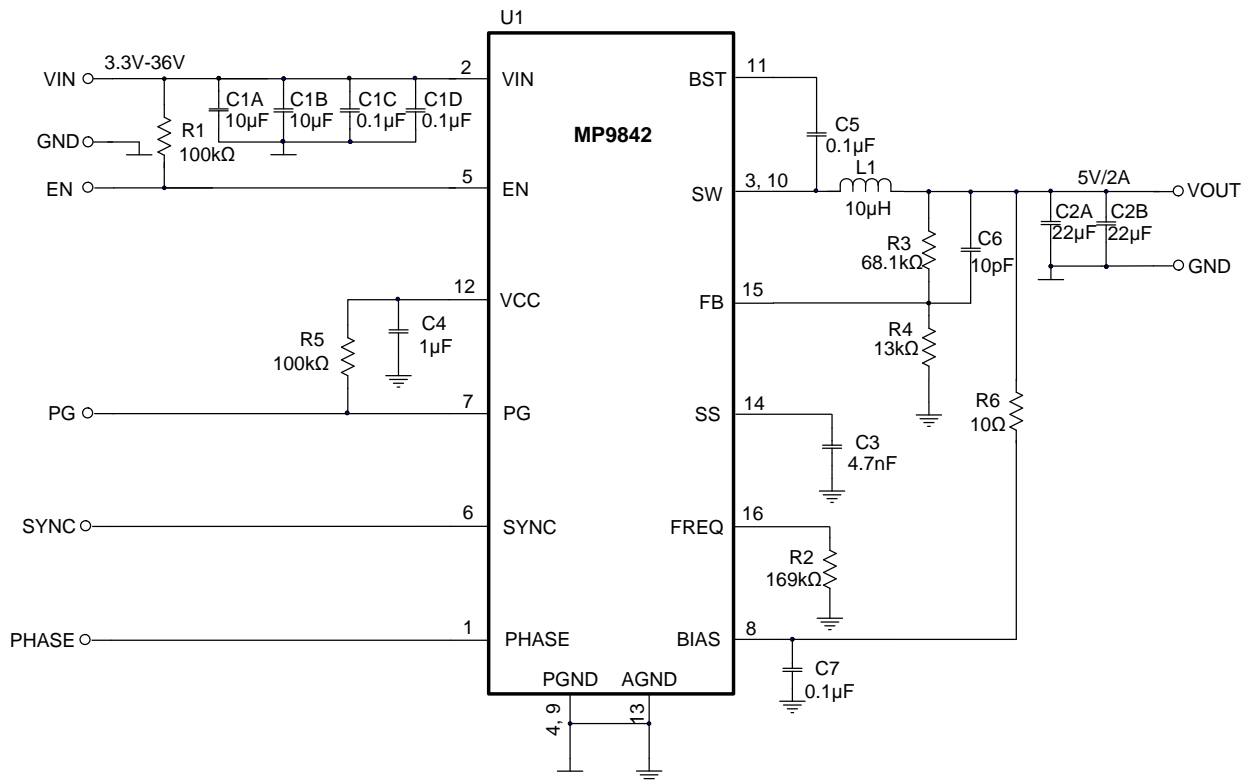 U1
MP9842
VIN
3.3V-36V
2
VIN
C1A
10µF
C1B
10µF
C1C
0.1µF
C1D
0.1µF
GND
R1
100kΩ
EN
5
EN
12
VCC
R5
100kΩ
C4
1µF
PG
7
PG
SYNC
6
SYNC
PHASE
1
PHASE
PGND
4, 9
AGND
13
BST
11
C5
0.1µF
SW
3, 10
L1
10µH
5V/2A
VOUT
C2A
22µF
C2B
22µF
GND
R3
68.1kΩ
C6
10pF
FB
15
R4
13kΩ
SS
14
C3
4.7nF
R6
10Ω
FREQ
16
R2
169kΩ
BIAS
8
C7
0.1µF